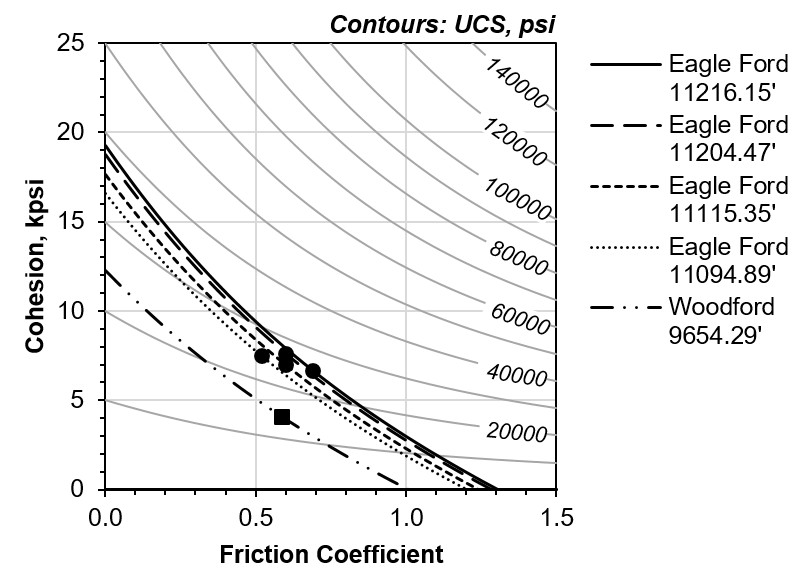 Contours: UCS, psi
25
20
15
10
5
0
Cohesion, kpsi
0.0
0.5
1.0
1.5
Friction Coefficient
140000
120000
100000
80000
60000
40000
20000
Eagle Ford
11216.15'
Eagle Ford
11204.47'
Eagle Ford
11115.35'
Eagle Ford
11094.89'
Woodford
9654.29'